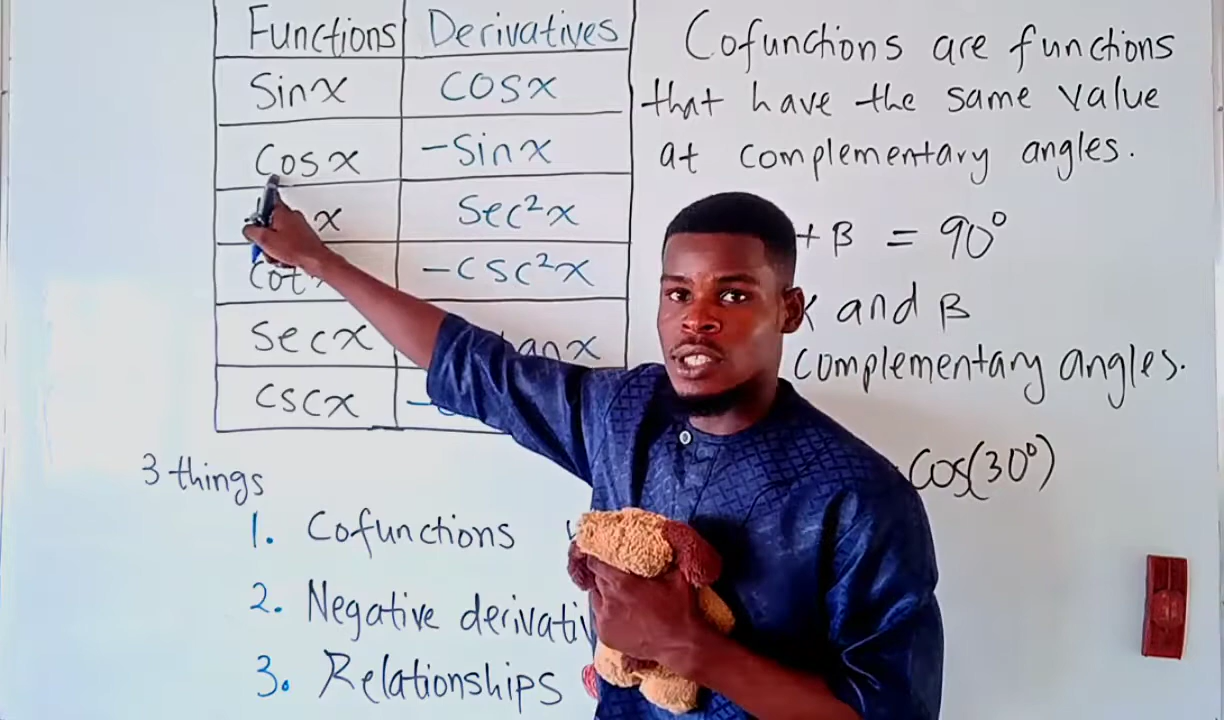 Functions Derivatives
Sinx COSx
Cosx -Sinx
x Sec²x
Cotx -CSC²x
Secx anx
CSCx -
3 things
1. Cofunctions
2. Negative derivati
3. Relationships
Cofunctions are functions
that have the same value
at complementary angles.
+ β = 90°
and β
complementary angles.
Cos(30°)